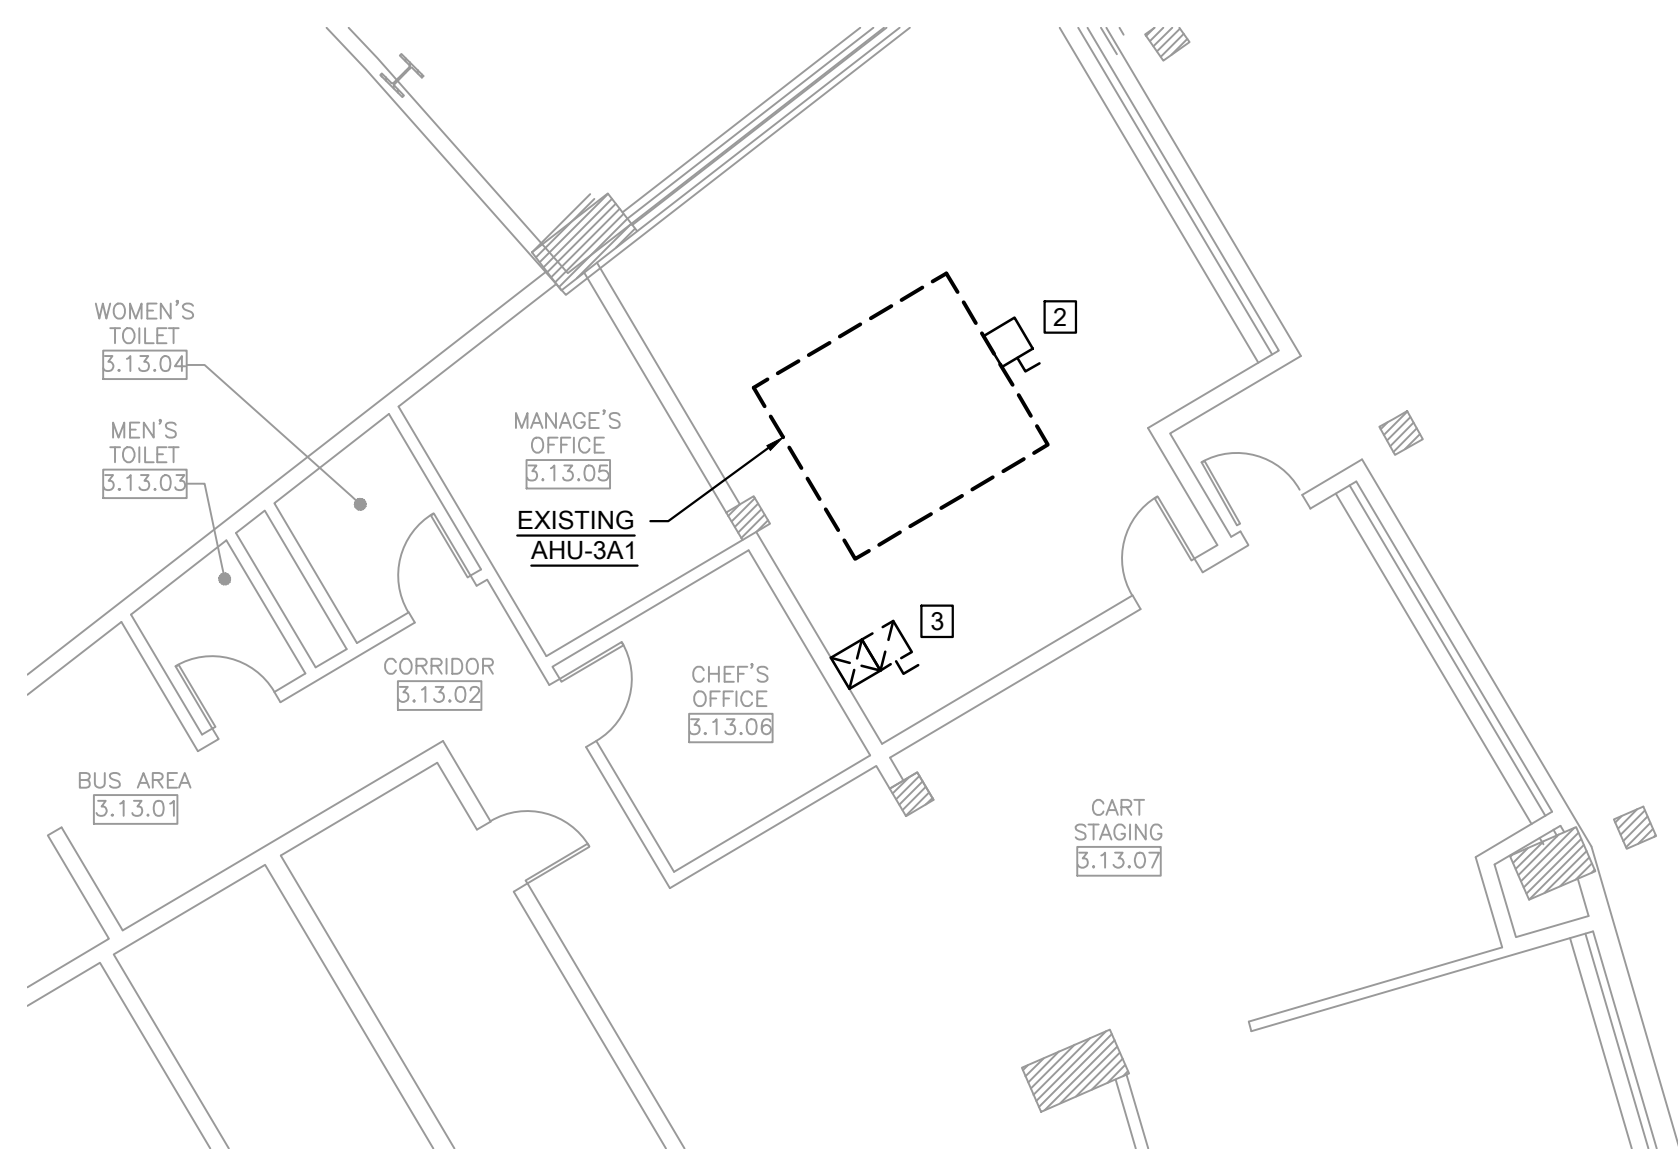 WOMEN'S
TOILET
3.13.04
MEN'S
TOILET
3.13.03
MANAGE'S
OFFICE
3.13.05
EXISTING
AHU-3A1
2
3
CORRIDOR
3.13.02
CHEF'S
OFFICE
3.13.06
BUS AREA
3.13.01
CART
STAGING
3.13.07